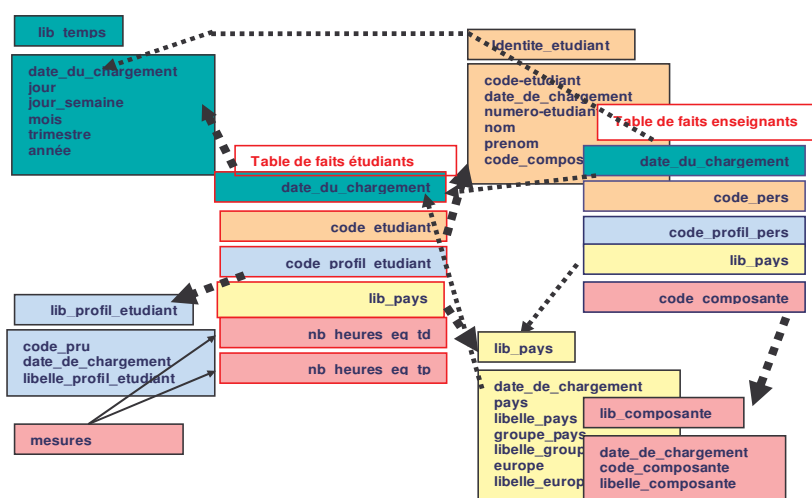 lib_temps
date_du_chargement
jour
jour_semaine
mois
trimestre
année
Identite_etudiant
code-etudiant
date_de_chargement
numero-etudian
nom
prenom
code_compos
Table de faits étudiants
date_du_chargement
code_etudiant
code_profil_etudiant
lib_pays
nb_heures_eq_td
nb_heures_eq_tp
Table de faits enseignants
date_du_chargement
code_pers
code_profil_pers
lib_pays
code_composante
lib_profil_etudiant
code_pru
date_de_chargement
libelle_profil_etudiant
mesures
lib_pays
date_de_chargement
pays
libelle_pays
groupe_pays
libelle_group
europe
libelle_europ
lib_composante
date_de_chargement
code_composante
libelle_composante